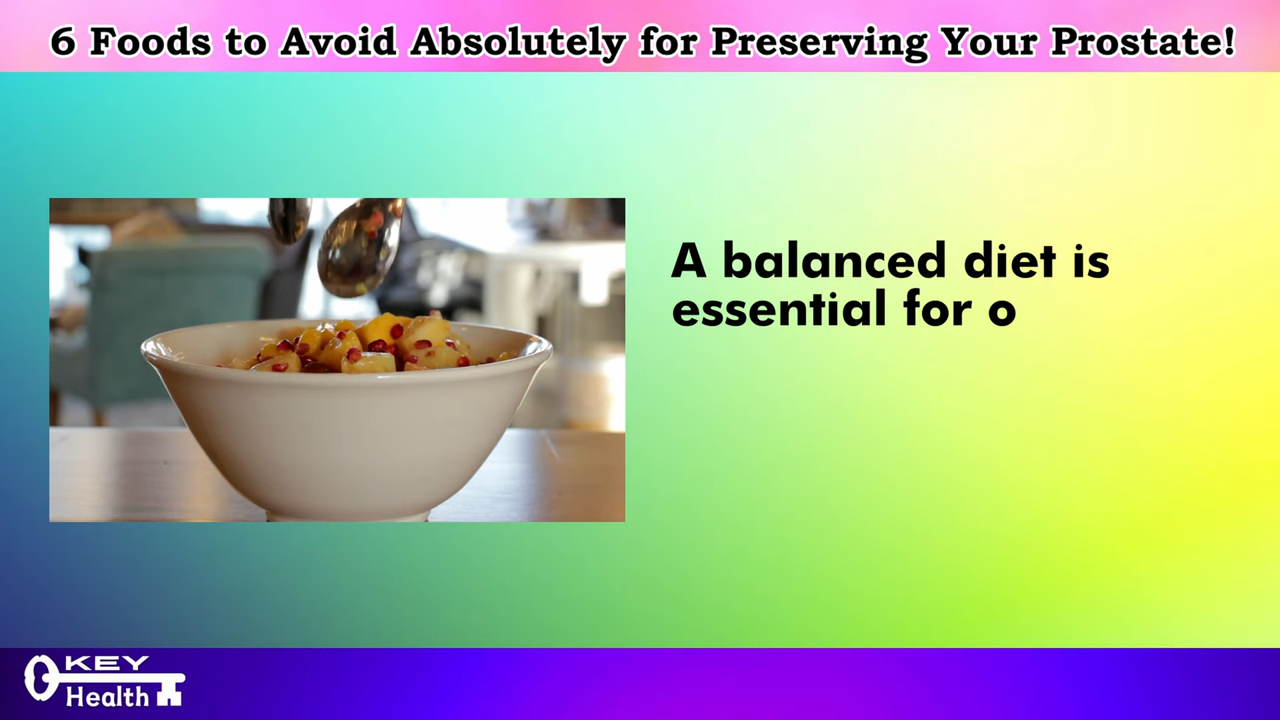 6 Foods to Avoid Absolutely for Preserving Your Prostate!
A balanced diet is
essential for o
KEY
Health